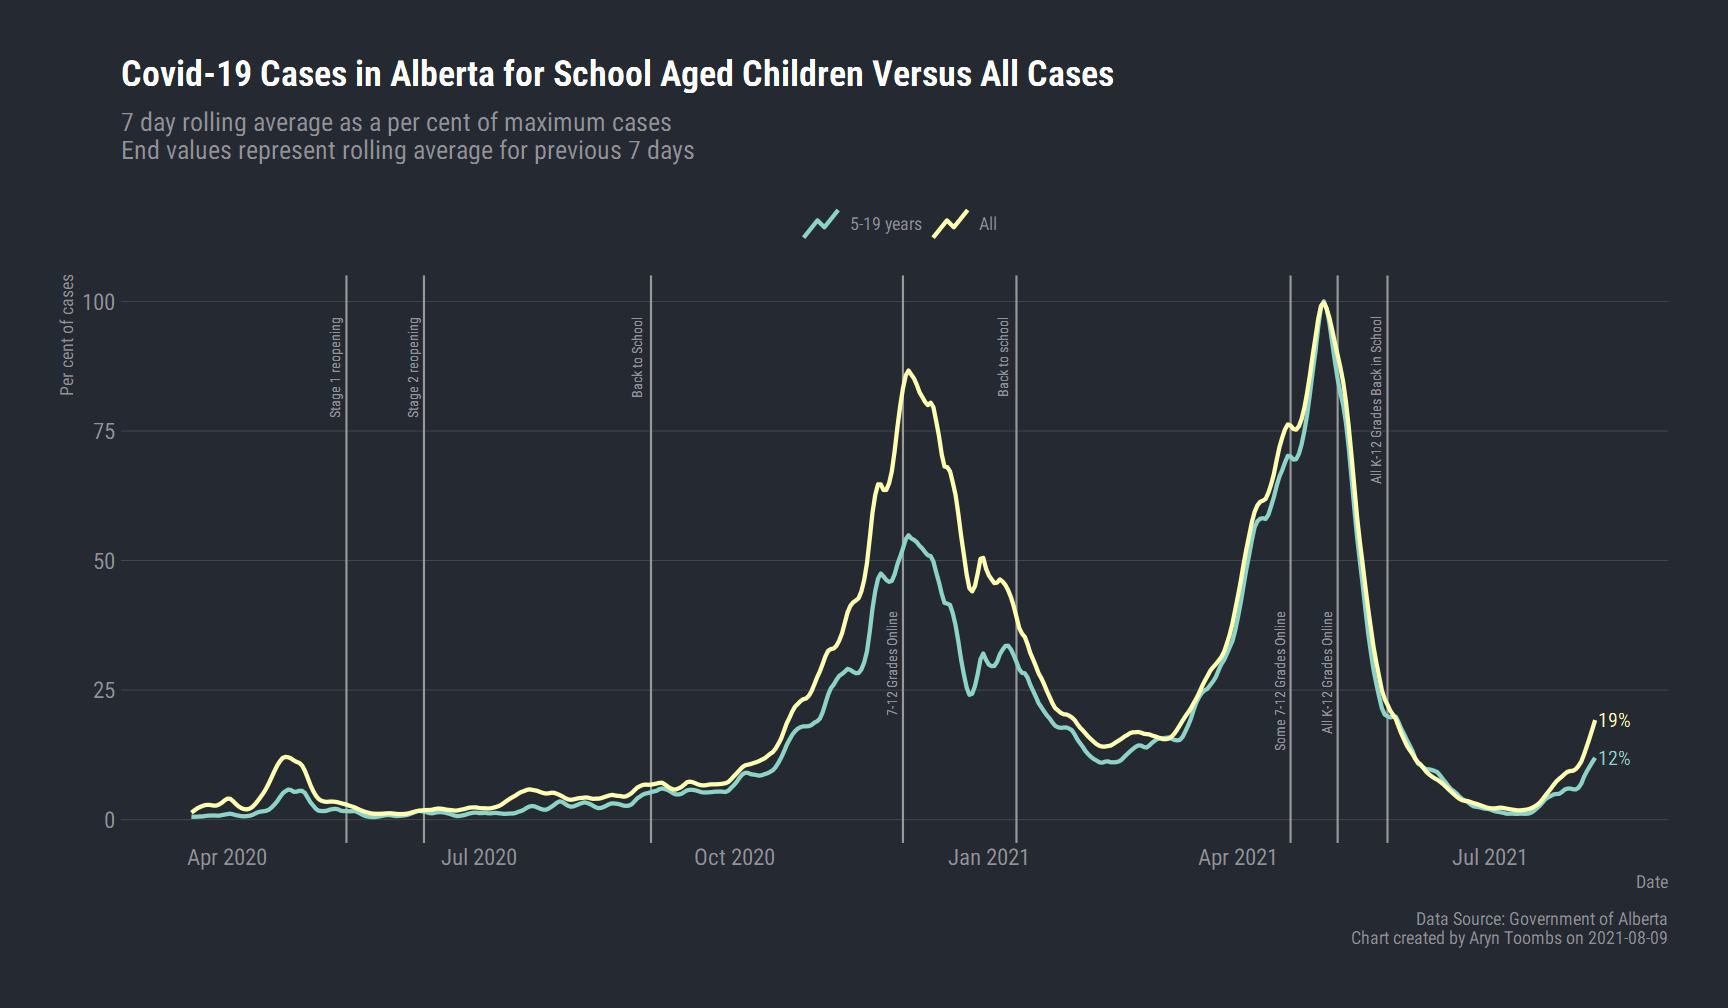 Covid-19 Cases in Alberta for School Aged Children Versus All Cases
7 day rolling average as a per cent of maximum cases
End values represent rolling average for previous 7 days
5-19 years
All
Per cent of cases
100
75
50
25
0
Stage 1 reopening
Stage 2 reopening
Back to School
7-12 Grades Online
Back to school
Some 7-12 Grades Online
All K-12 Grades Online
All K-12 Grades Back in School
19%
12%
Apr 2020
Jul 2020
Oct 2020
Jan 2021
Apr 2021
Jul 2021
Date
Data Source: Government of Alberta
Chart created by Aryn Toombs on 2021-08-09